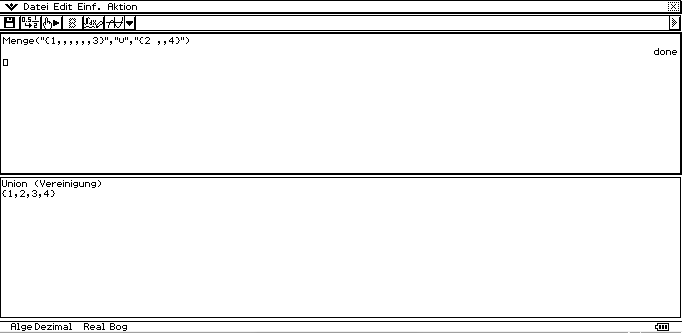 Datei Edit Einf. Aktion
Menge("{1,,,,,,3}","∪","{2 ,,4}")
done
Union (Vereinigung)
{1,2,3,4}
Alge Dezimal Real Bog